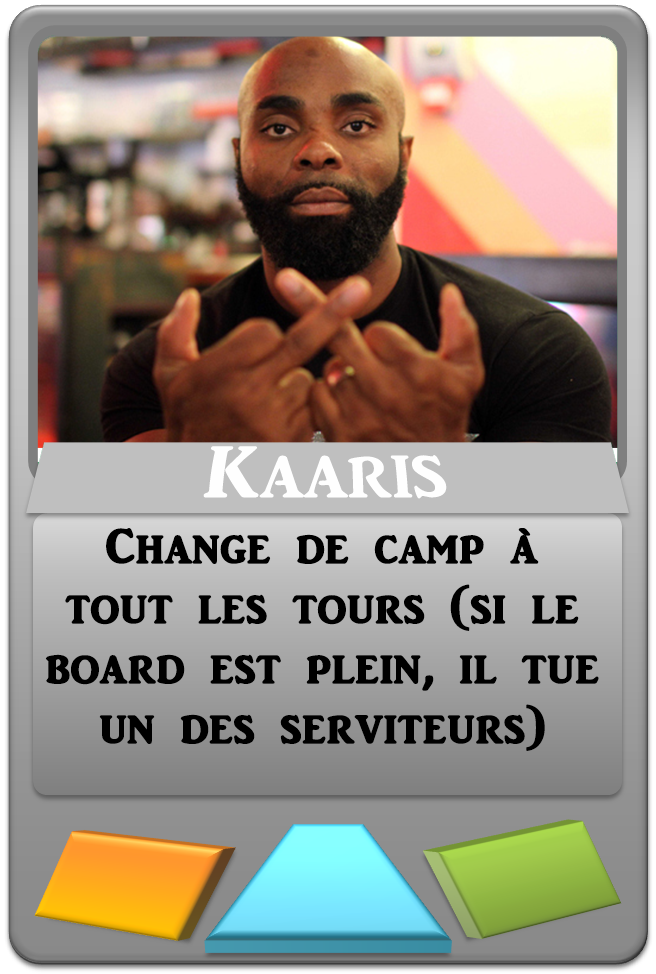 Kaaris
Change de camp à
tout les tours (si le
board est plein, il tue
un des serviteurs)